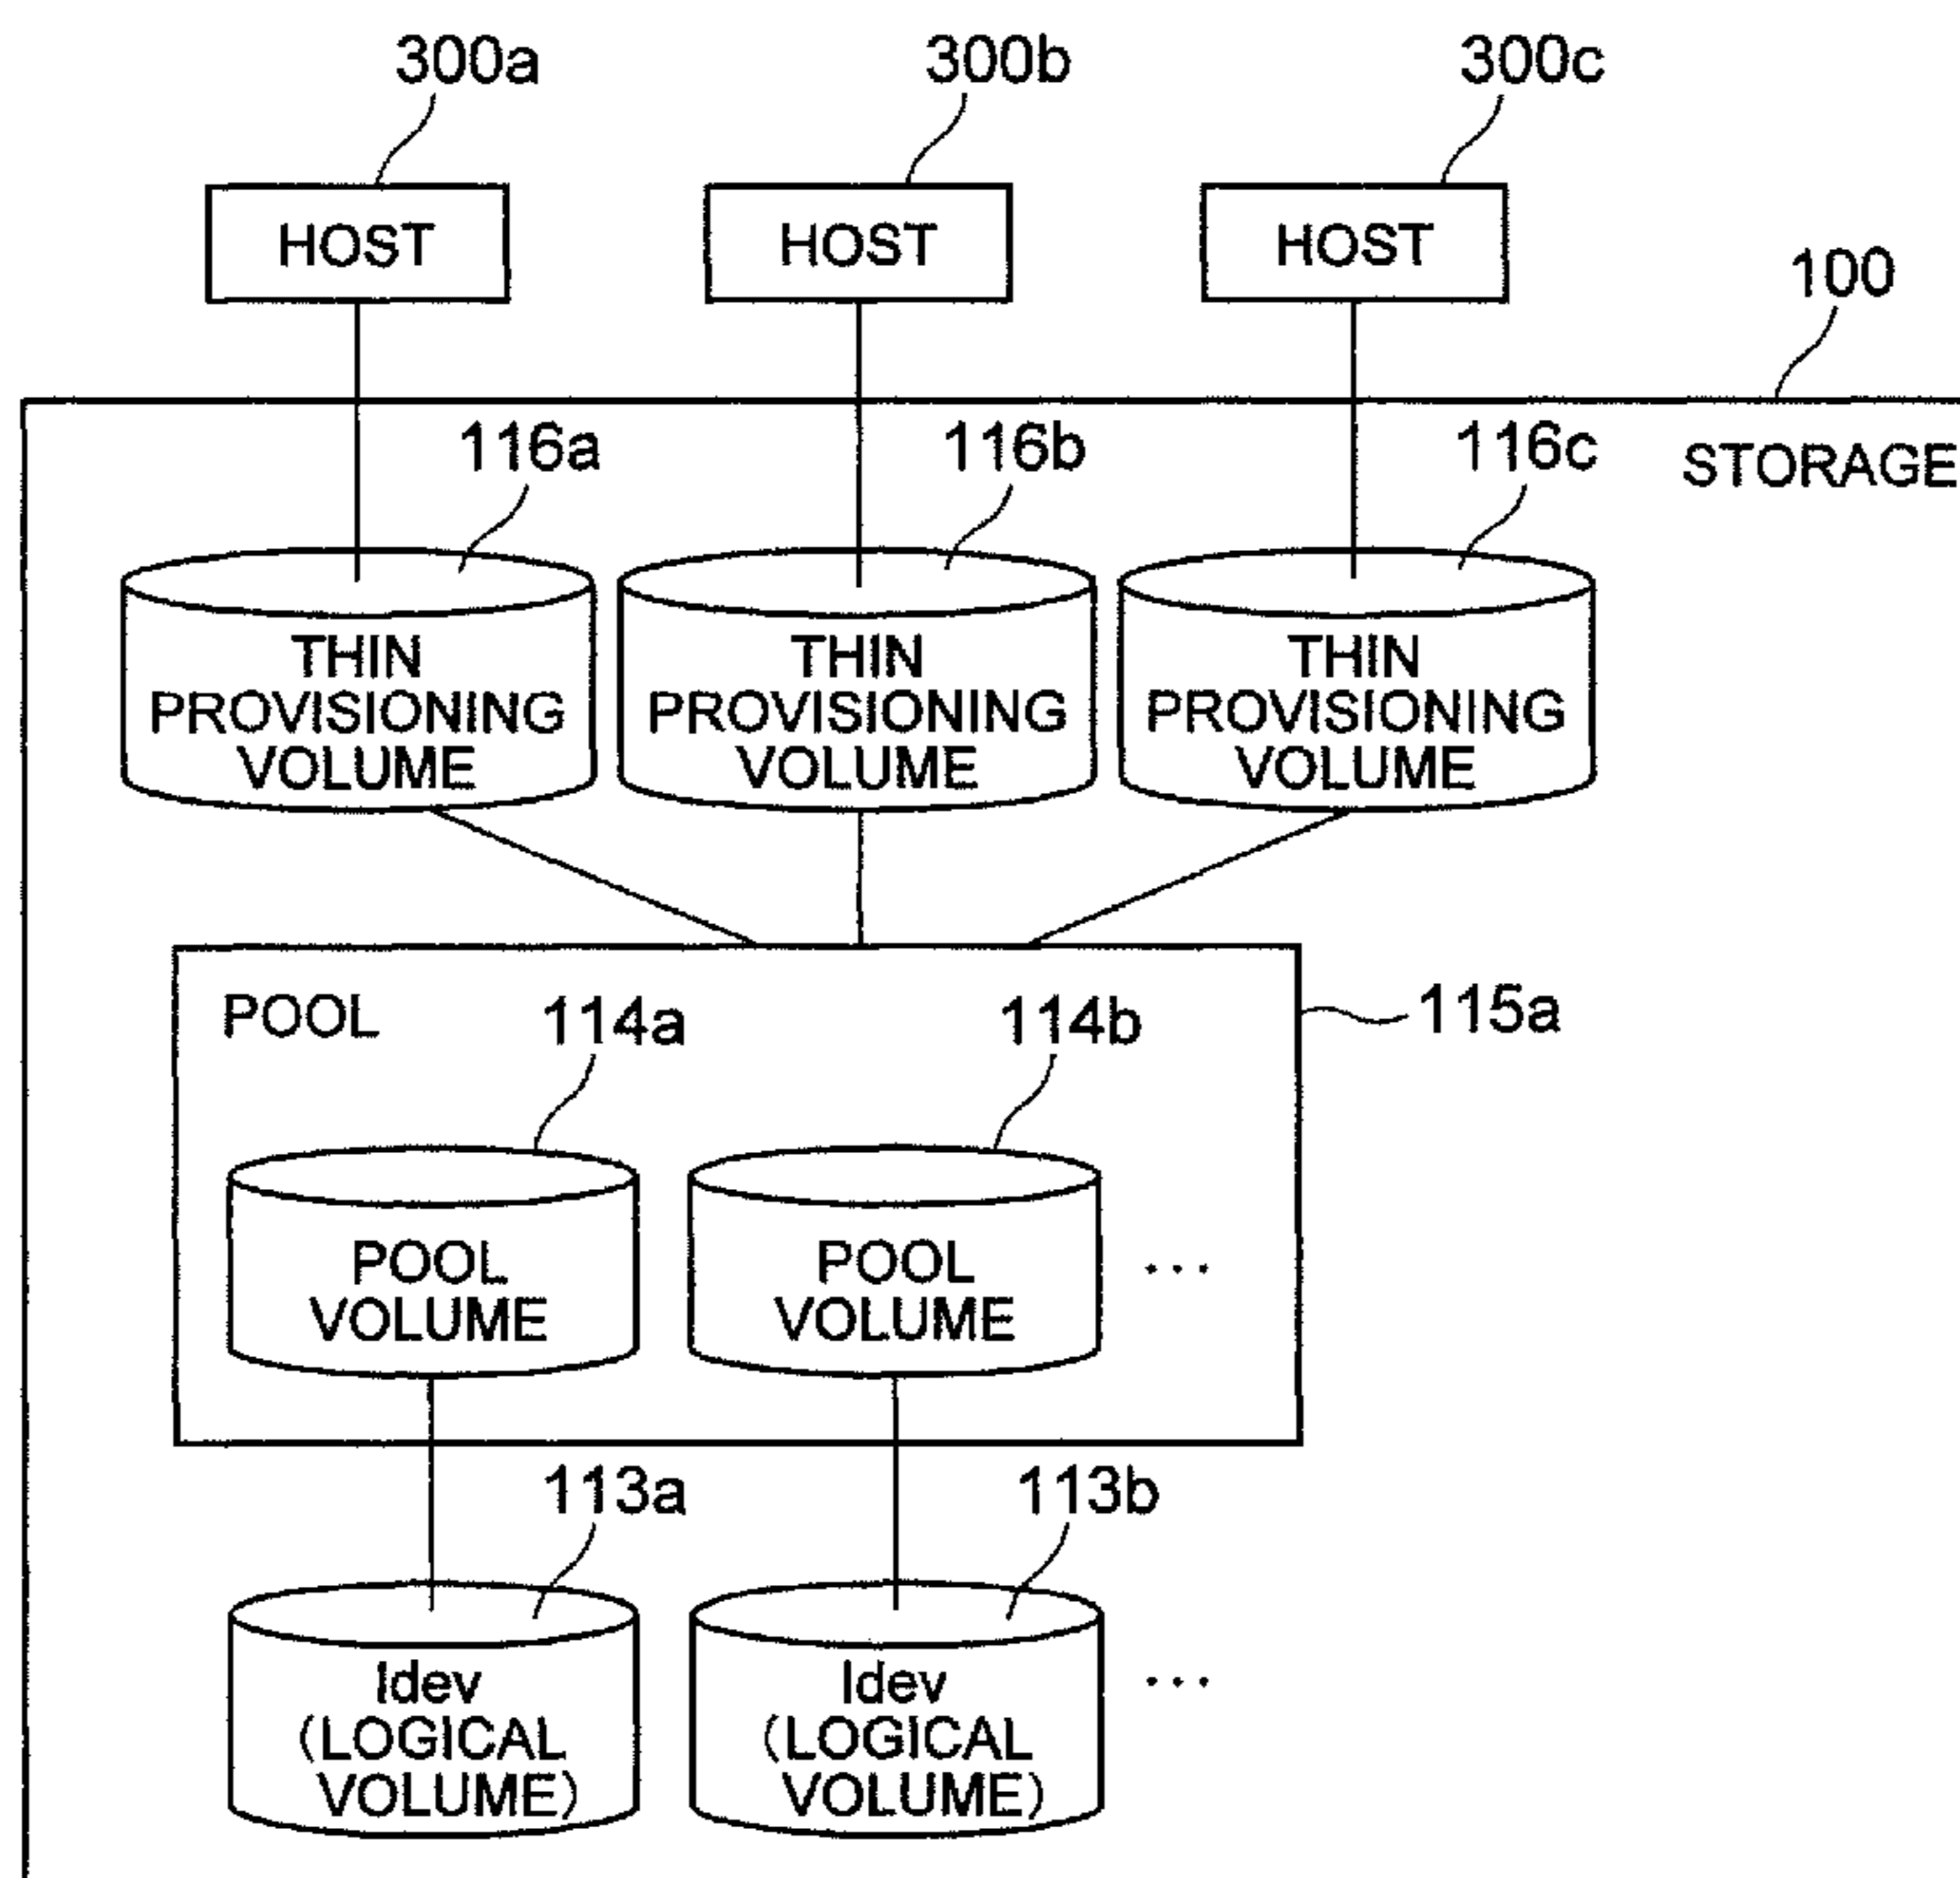 300a
300b
300c
HOST
HOST
HOST
100
STORAGE
116a
116b
116c
THIN
PROVISIONING
VOLUME
THIN
PROVISIONING
VOLUME
THIN
PROVISIONING
VOLUME
POOL
115a
114a
114b
POOL
VOLUME
POOL
VOLUME
...
113a
113b
ldev
(LOGICAL
VOLUME)
ldev
(LOGICAL
VOLUME)
...